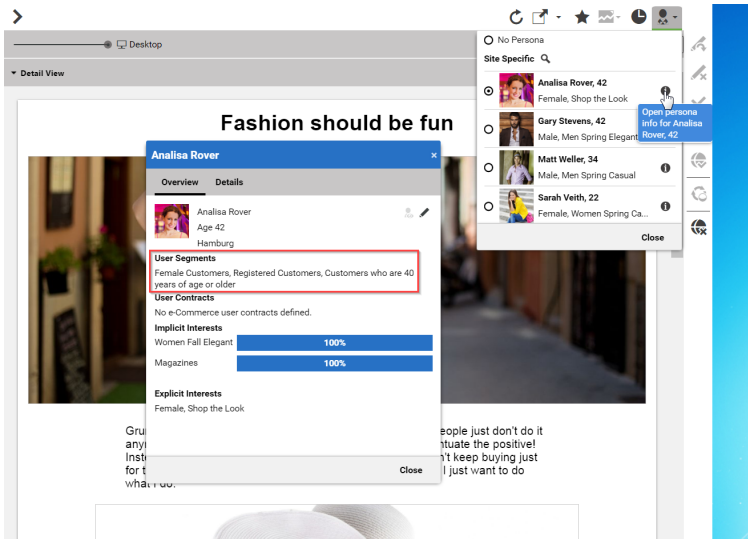 Desktop
Detail View
Fashion should be fun
No Persona
Site Specific
Analisa Rover, 42
Female, Shop the Look
Gary Stevens, 42
Male, Men Spring Elegant
Matt Weller, 34
Male, Men Spring Casual
Sarah Veith, 22
Female, Women Spring Ca...
Close
Open persona
info for Analisa
Rover, 42
Analisa Rover
×
Overview Details
Analisa Rover
Age 42
Hamburg
User Segments
Female Customers, Registered Customers, Customers who are 40
years of age or older
User Contracts
No e-Commerce user contracts defined.
Implicit Interests
Women Fall Elegant 100%
Magazines 100%
Explicit Interests
Female, Shop the Look
Close
eople just don't do it
ntuate the positive!
n't keep buying just
I just want to do
what I do.